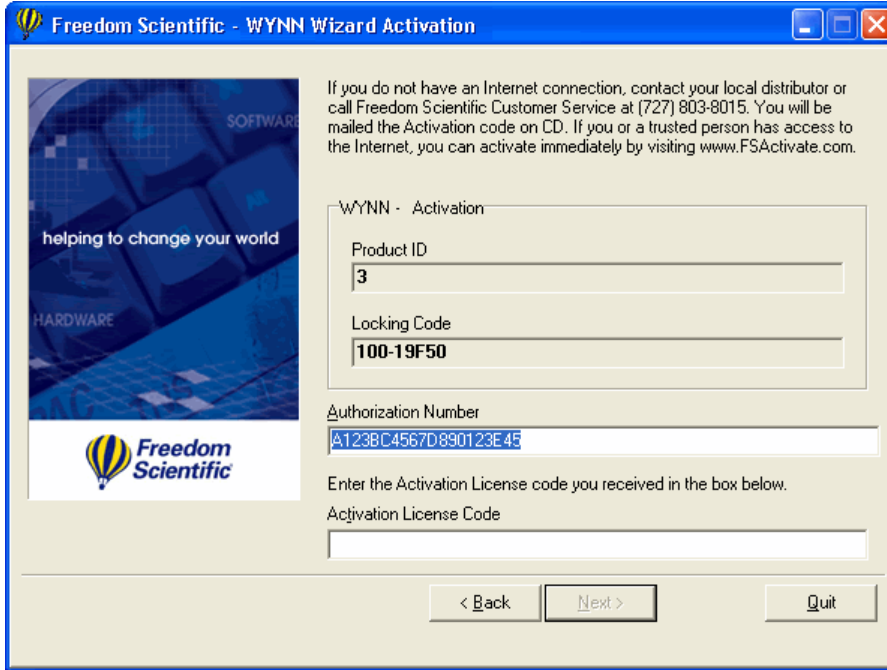 Freedom Scientific - WYNN Wizard Activation
SOFTWARE
helping to change your world
HARDWARE
Freedom
Scientific
If you do not have an Internet connection, contact your local distributor or
call Freedom Scientific Customer Service at (727) 803-8015. You will be
mailed the Activation code on CD. If you or a trusted person has access to
the Internet, you can activate immediately by visiting www.FSActivate.com.
WYNN - Activation
Product ID
3
Locking Code
100-19F50
Authorization Number
A123BC4567D890123E45
Enter the Activation License code you received in the box below.
Activation License Code
< Back
Next >
Quit